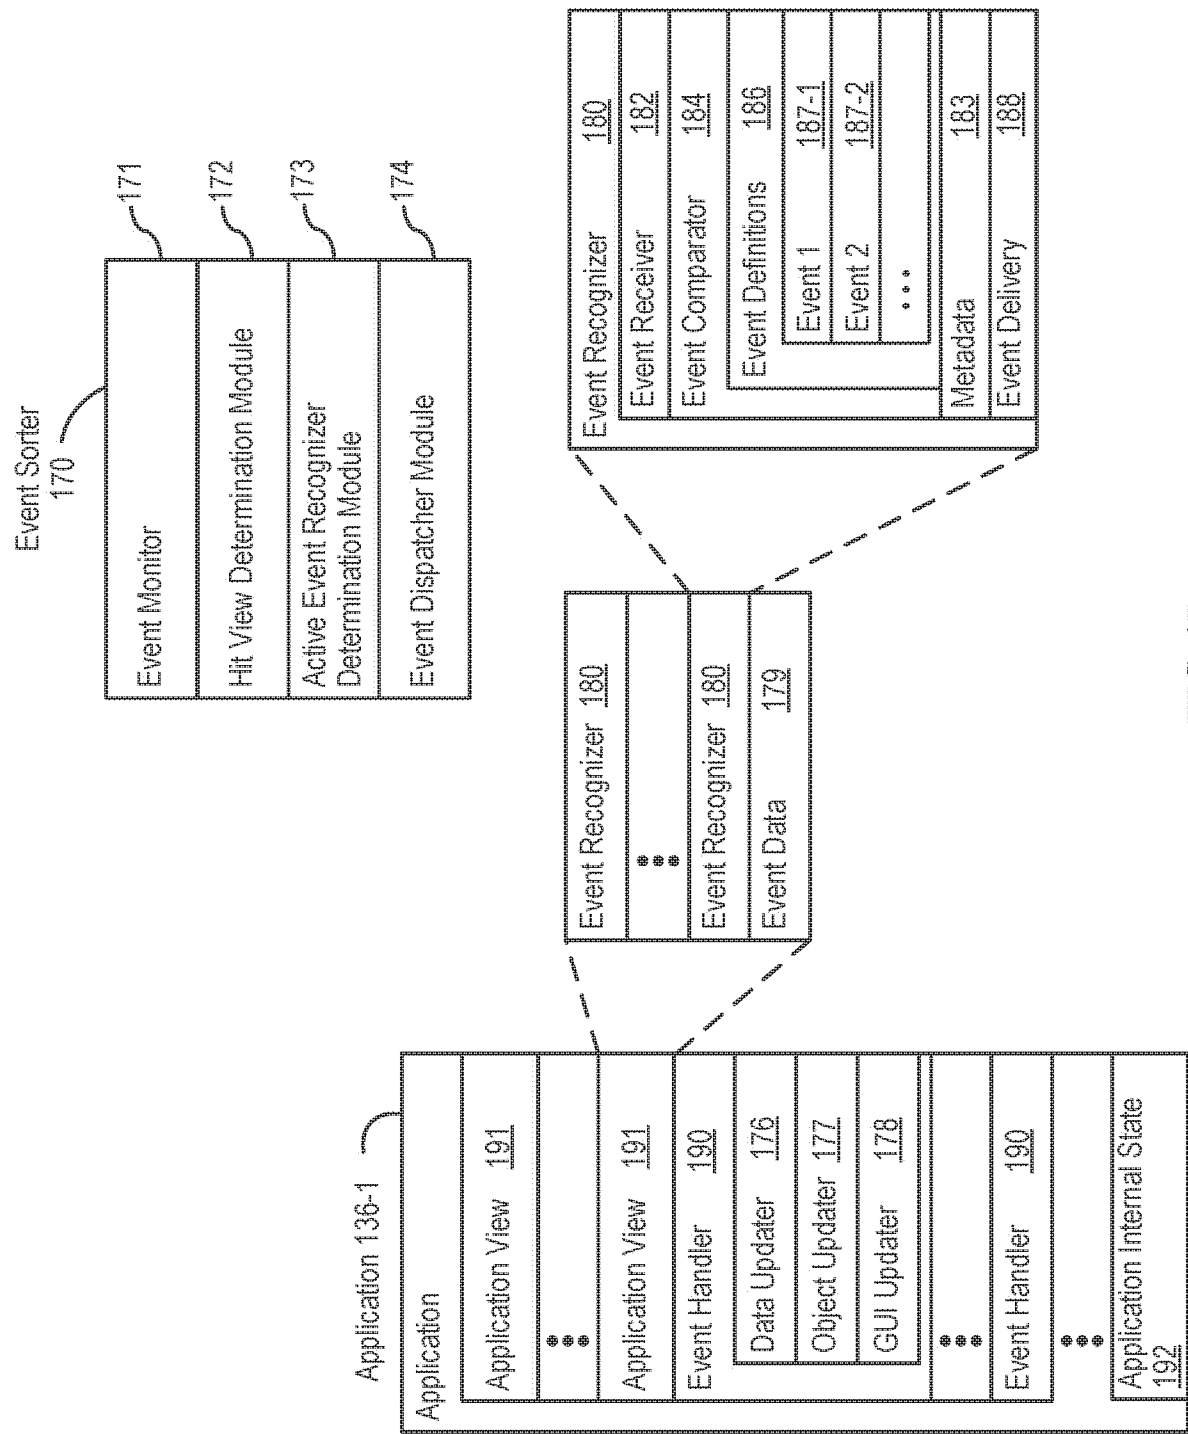 Event Sorter
170
Event Monitor
171
Hit View Determination Module
172
Active Event Recognizer
Determination Module
173
Event Dispatcher Module
174
Application 136-1
Application
Application View 191
Application View 191
Event Handler 190
Data Updater 176
Object Updater 177
GUI Updater 178
Event Handler 190
Application Internal State
192
Event Recognizer 180
Event Recognizer 180
Event Data 179
Event Recognizer 180
Event Receiver 182
Event Comparator 184
Event Definitions 186
Event 1 187-1
Event 2 187-2
Metadata 183
Event Delivery 188